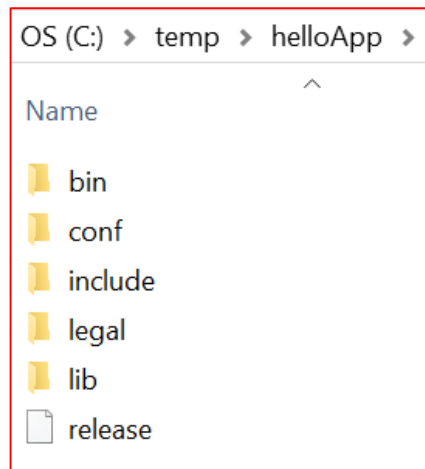 OS (C:) > temp > helloApp >
Name
bin
conf
include
legal
lib
release